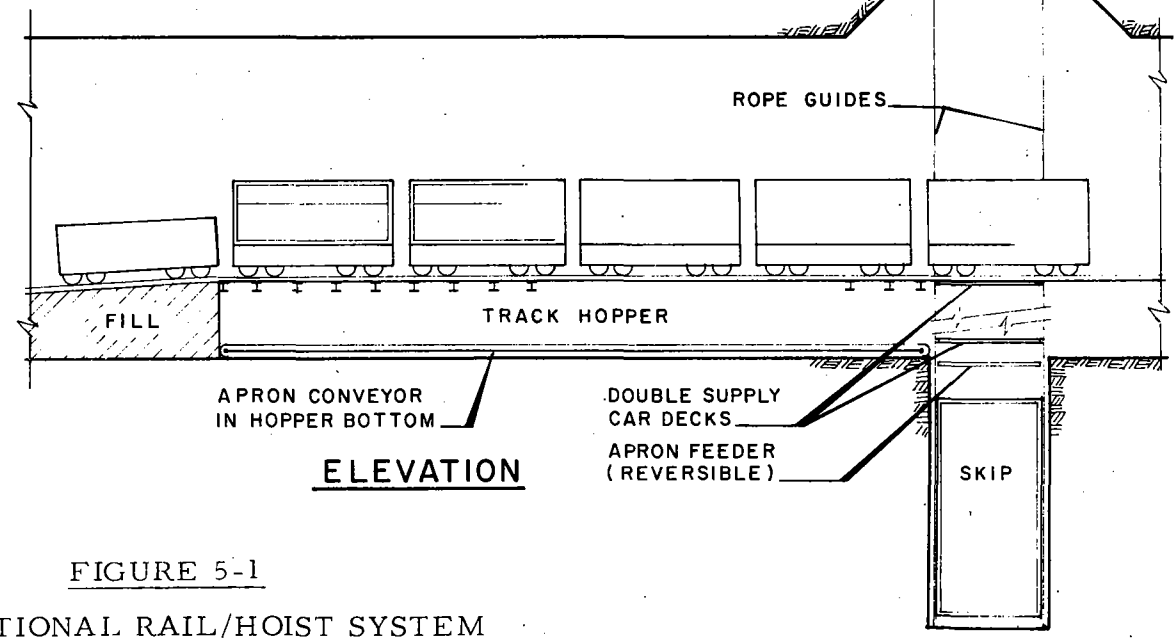 ROPE GUIDES
FILL
TRACK HOPPER
APRON CONVEYOR
IN HOPPER BOTTOM
DOUBLE SUPPLY
CAR DECKS
APRON FEEDER
(REVERSIBLE)
SKIP
ELEVATION
FIGURE 5-1
TIONAL RAIL/HOIST SYSTEM